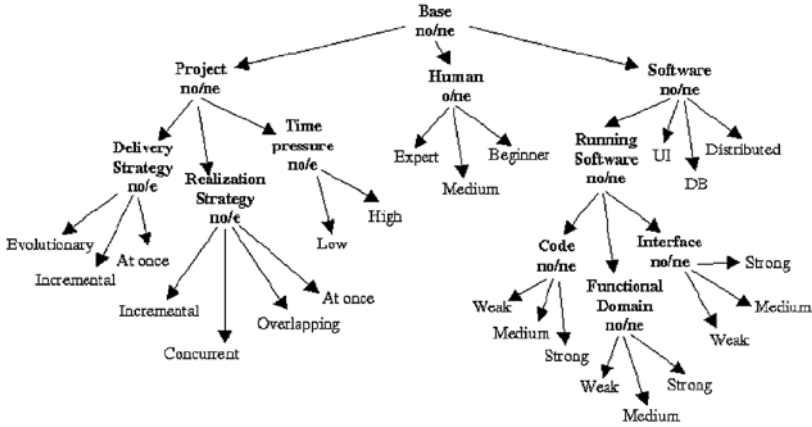 Base
no/ne
Project
no/ne
Human
o/ne
Software
no/ne
Delivery
Strategy
no/e
Realization
Strategy
no/e
Time
pressure
no/e
Expert
Medium
Beginner
Running
Software
no/ne
UI
DB
Distributed
Evolutionary
Incremental
At once
Incremental
Concurrent
Overlapping
At once
Low
High
Code
no/ne
Functional
Domain
no/ne
Interface
no/ne
Weak
Medium
Strong
Weak
Medium
Strong
Strong
Medium
Weak